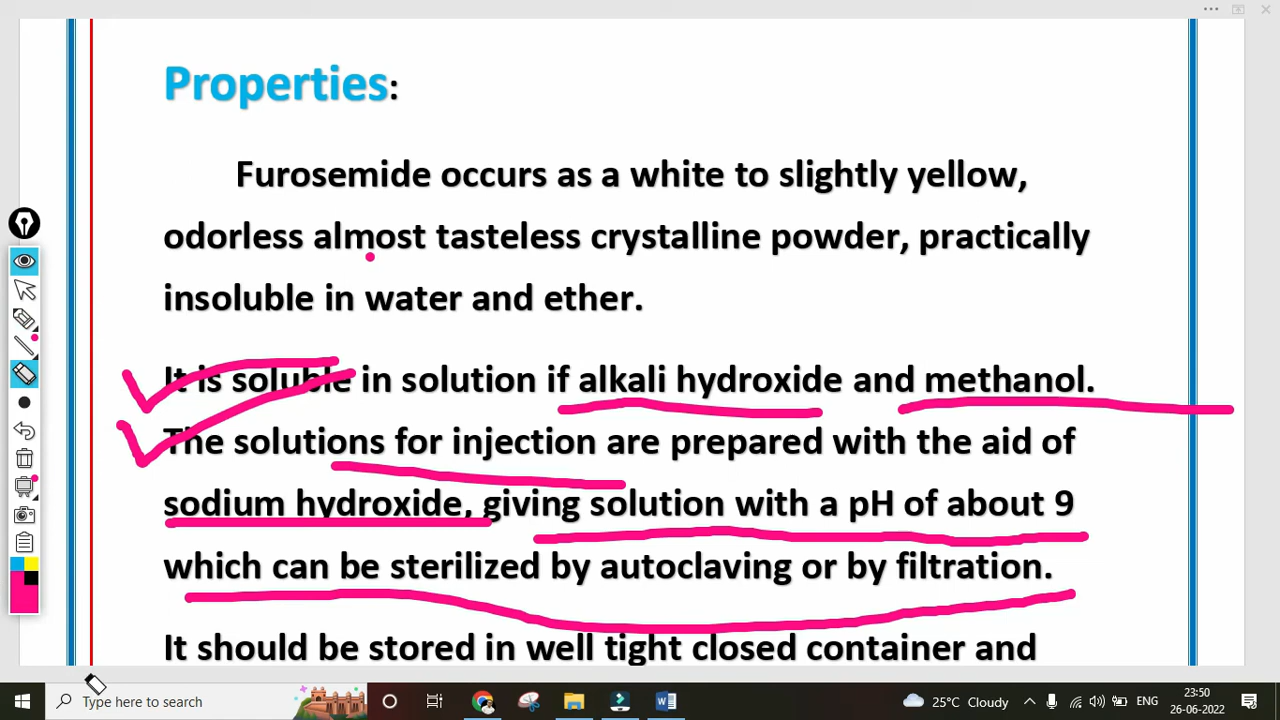 Properties:
Furosemide occurs as a white to slightly yellow,
odorless almost tasteless crystalline powder, practically
insoluble in water and ether.
It is soluble in solution if alkali hydroxide and methanol.
The solutions for injection are prepared with the aid of
sodium hydroxide, giving solution with a pH of about 9
which can be sterilized by autoclaving or by filtration.
It should be stored in well tight closed container and
Type here to search
25°C Cloudy
ENG
23:50
26-06-2022